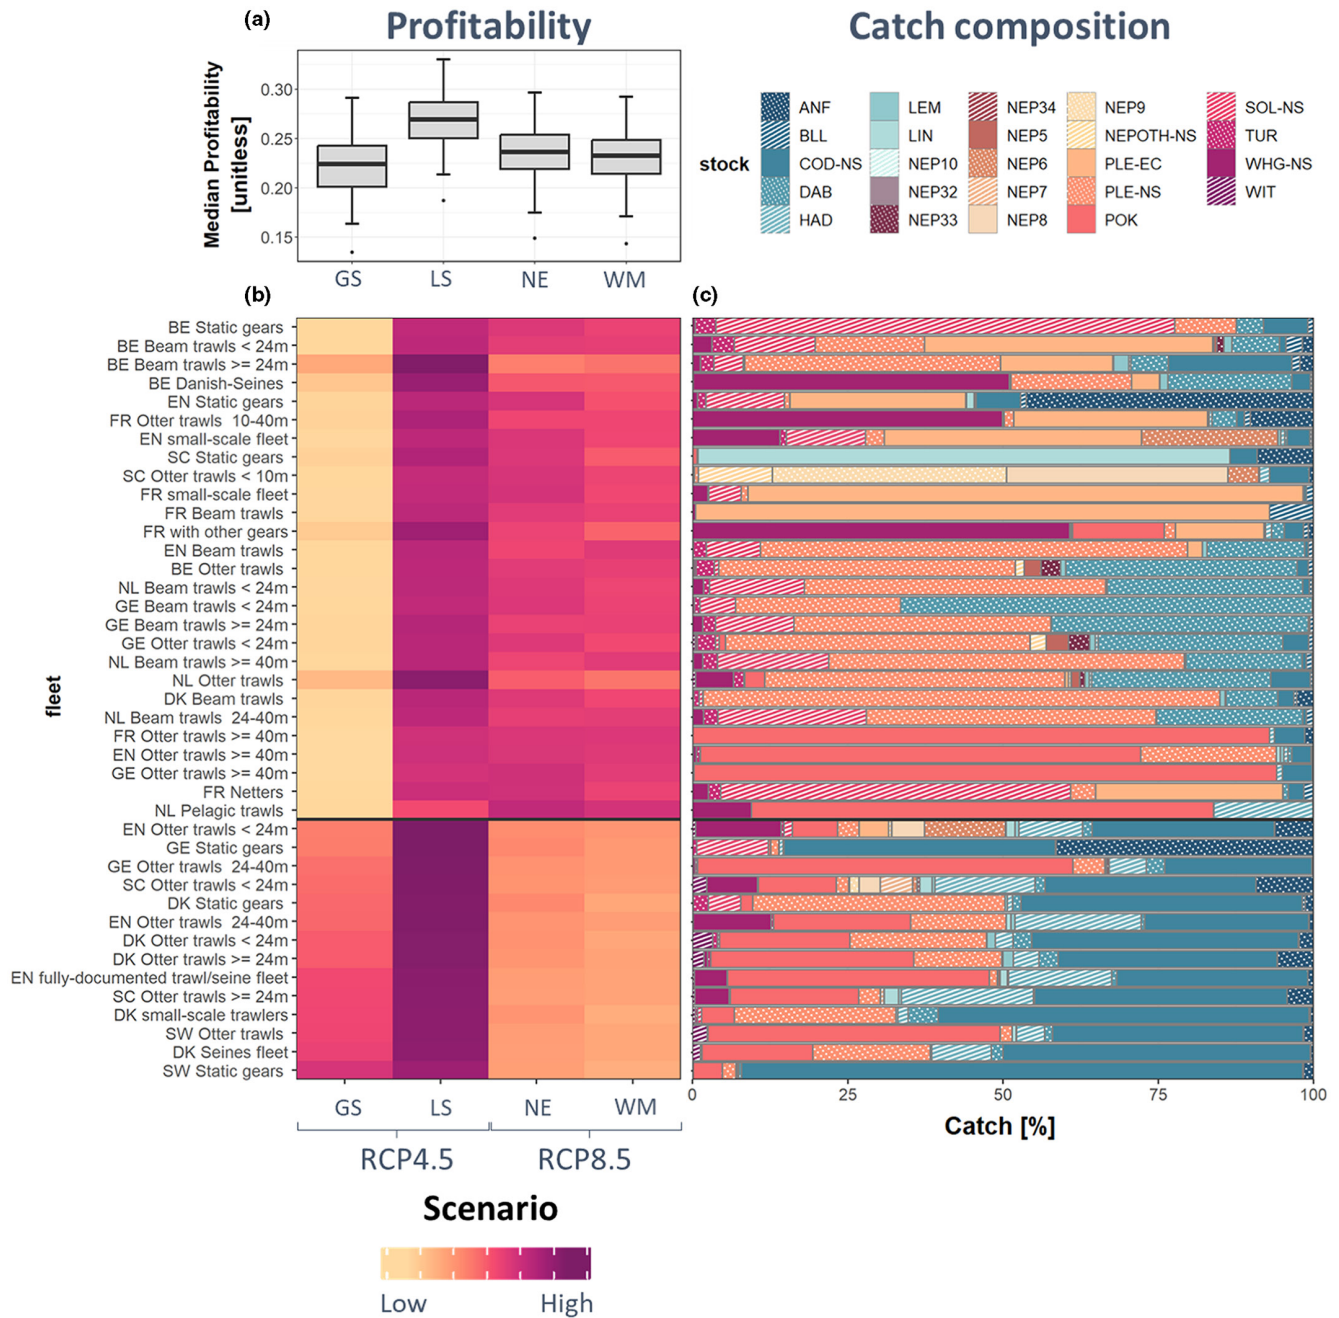 (a)
Profitability
Catch composition
Median Profitability
[unitless]
0.30
0.25
0.20
0.15
GS LS NE WM
stock
ANF LEM NEP34 NEP9 SOL-NS
BLL LIN NEP5 NEPOTH-NS TUR
COD-NS NEP10 NEP6 PLE-EC WHG-NS
DAB NEP32 NEP7 PLE-NS WIT
HAD NEP33 NEP8 POK
(b)
(c)
fleet
BE Static gears
BE Beam trawls < 24m
BE Beam trawls >= 24m
BE Danish-Seines
EN Static gears
FR Otter trawls 10-40m
EN small-scale fleet
SC Static gears
SC Otter trawls < 10m
FR small-scale fleet
FR Beam trawls
FR with other gears
EN Beam trawls
BE Otter trawls
NL Beam trawls < 24m
GE Beam trawls < 24m
GE Beam trawls >= 24m
GE Otter trawls < 24m
NL Beam trawls >= 40m
NL Otter trawls
DK Beam trawls
NL Beam trawls 24-40m
FR Otter trawls >= 40m
EN Otter trawls >= 40m
GE Otter trawls >= 40m
FR Netters
NL Pelagic trawls
EN Otter trawls < 24m
GE Static gears
GE Otter trawls 24-40m
SC Otter trawls < 24m
DK Static gears
EN Otter trawls 24-40m
DK Otter trawls < 24m
DK Otter trawls >= 24m
EN fully-documented trawl/seine fleet
SC Otter trawls >= 24m
DK small-scale trawlers
SW Otter trawls
DK Seines fleet
SW Static gears
GS LS NE WM
RCP4.5 RCP8.5
Scenario
Low High
0 25 50 75 100
Catch [%]